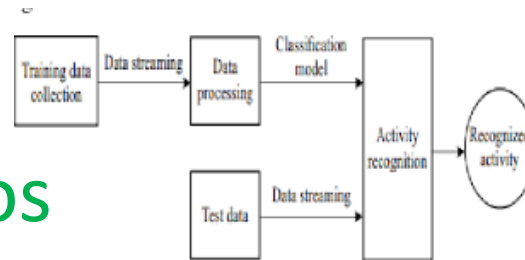 Training data
collection
Data streaming
Data
processing
Classification
model
Activity
recognition
Recognized
activity
Test data
Data streaming